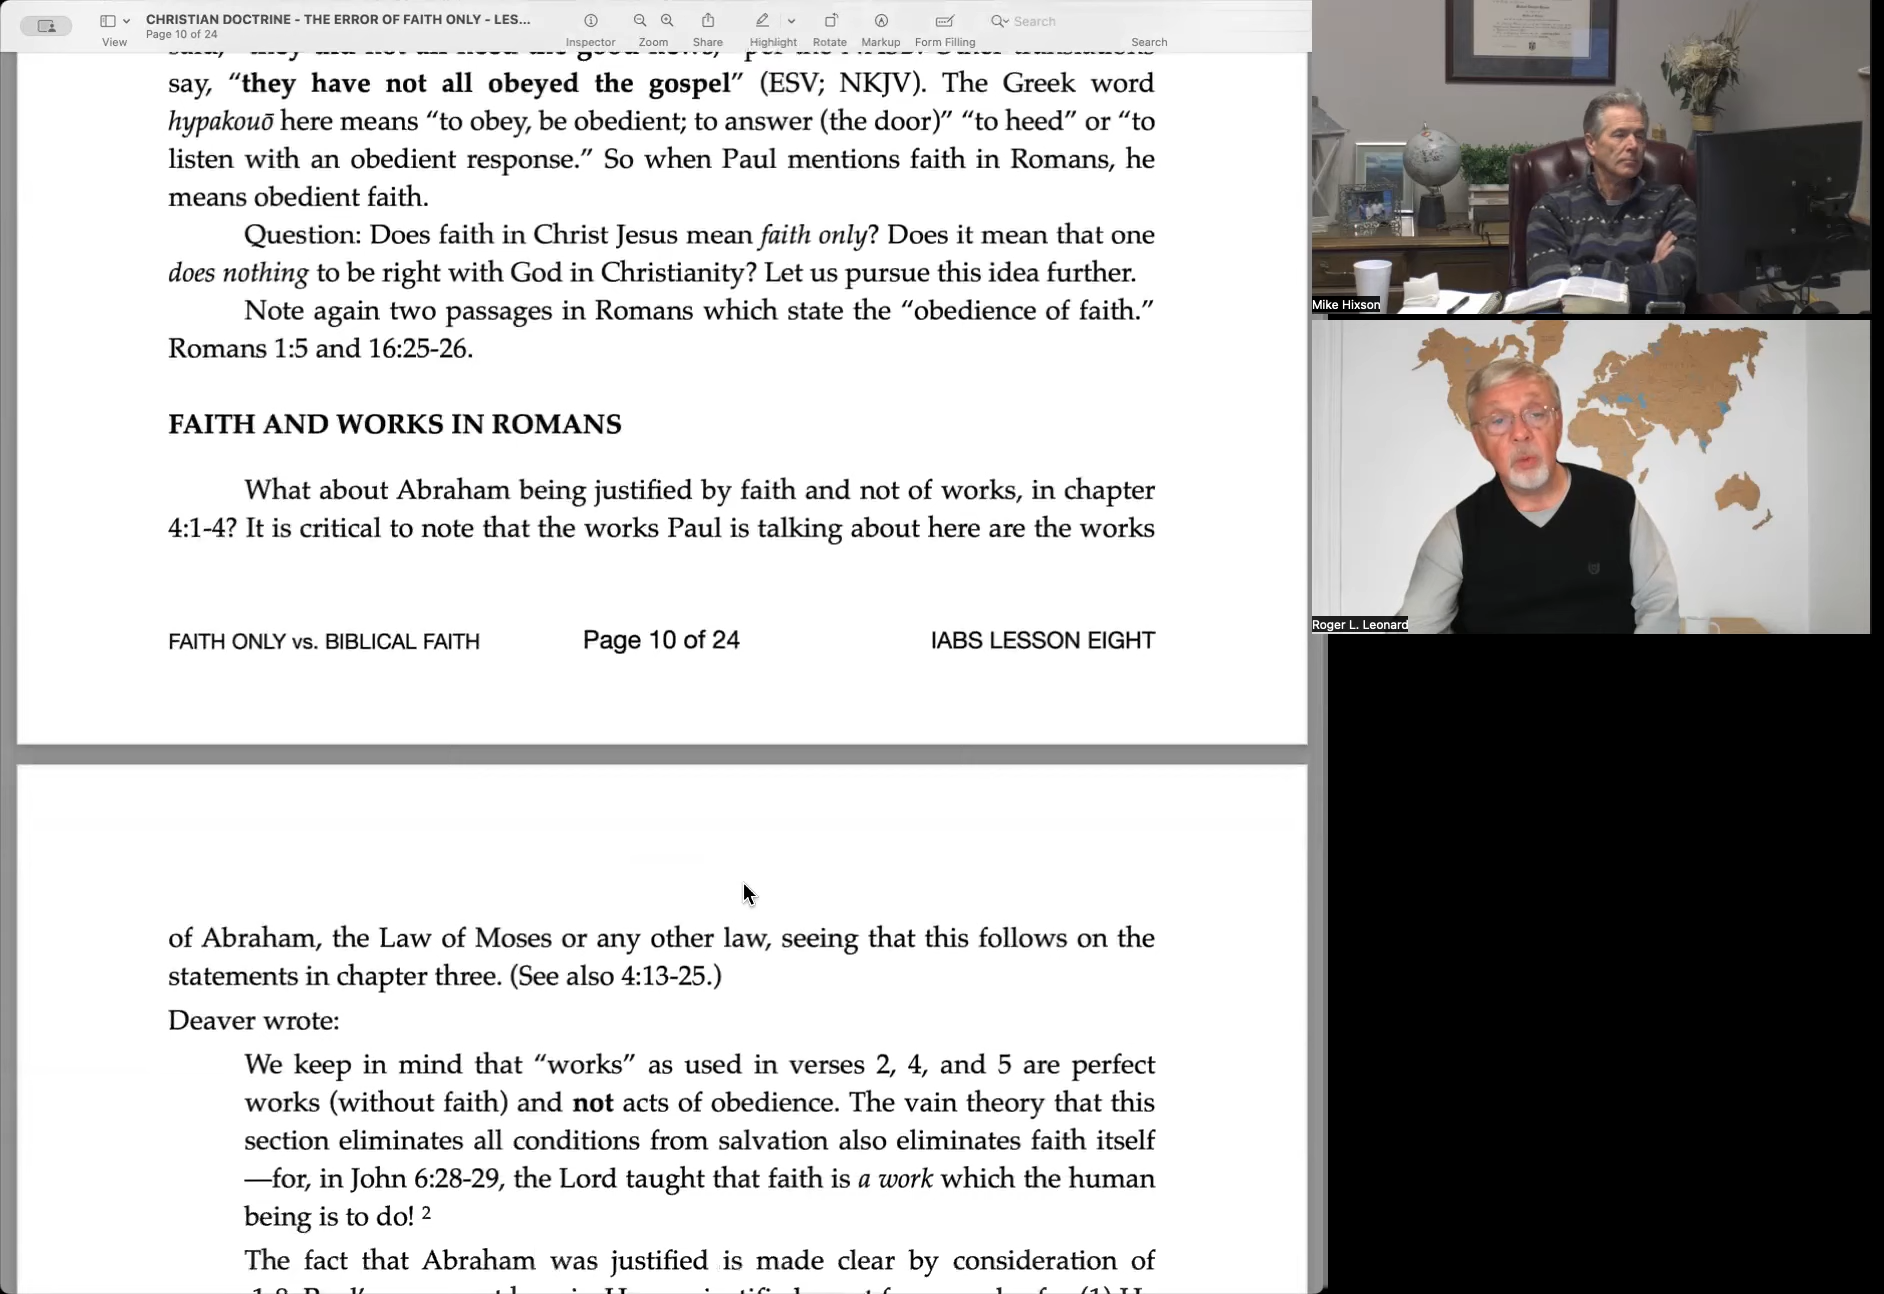 CHRISTIAN DOCTRINE - THE ERROR OF FAITH ONLY - LES...
Page 10 of 24
View
Inspector
Zoom
Share
Highlight
Rotate
Markup
Form Filling
Search
Search
say, “they have not all obeyed the gospel” (ESV; NKJV). The Greek word
hypakouō here means “to obey, be obedient; to answer (the door)” “to heed” or “to
listen with an obedient response.” So when Paul mentions faith in Romans, he
means obedient faith.
Question: Does faith in Christ Jesus mean faith only? Does it mean that one
does nothing to be right with God in Christianity? Let us pursue this idea further.
Note again two passages in Romans which state the “obedience of faith.”
Romans 1:5 and 16:25-26.
FAITH AND WORKS IN ROMANS
What about Abraham being justified by faith and not of works, in chapter
4:1-4? It is critical to note that the works Paul is talking about here are the works
FAITH ONLY vs. BIBLICAL FAITH
Page 10 of 24
IABS LESSON EIGHT
of Abraham, the Law of Moses or any other law, seeing that this follows on the
statements in chapter three. (See also 4:13-25.)
Deaver wrote:
We keep in mind that “works” as used in verses 2, 4, and 5 are perfect
works (without faith) and not acts of obedience. The vain theory that this
section eliminates all conditions from salvation also eliminates faith itself
—for, in John 6:28-29, the Lord taught that faith is a work which the human
being is to do! 2
The fact that Abraham was justified is made clear by consideration of
Mike Hixson
Roger L. Leonard